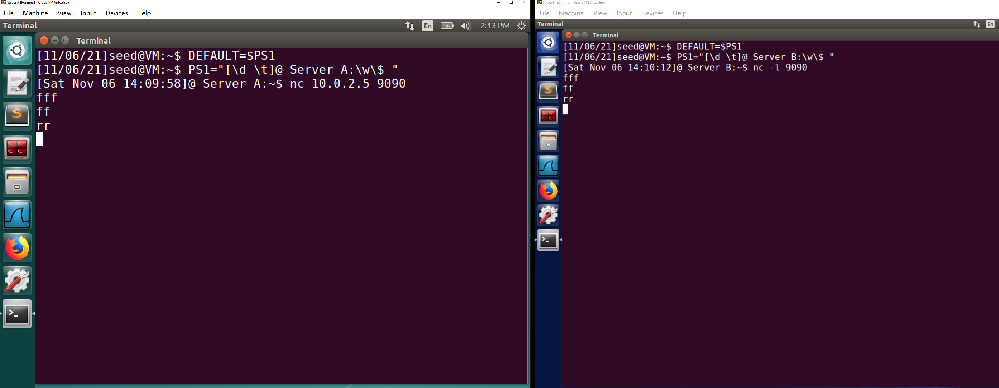 Server A [Running] - Oracle VM VirtualBox
File Machine View Input Devices Help
Terminal En 2:13 PM
Terminal
[11/06/21]seed@VM:~$ DEFAULT=$PS1
[11/06/21]seed@VM:~$ PS1="[\d \t]@ Server A:\w\$ "
[Sat Nov 06 14:09:58]@ Server A:~$ nc 10.0.2.5 9090
fff
ff
rr
Server B [Running] - Oracle VM VirtualBox
File Machine View Input Devices Help
Terminal En
Terminal
[11/06/21]seed@VM:~$ DEFAULT=$PS1
[11/06/21]seed@VM:~$ PS1="[\d \t]@ Server B:\w\$ "
[Sat Nov 06 14:10:12]@ Server B:~$ nc -l 9090
fff
ff
rr